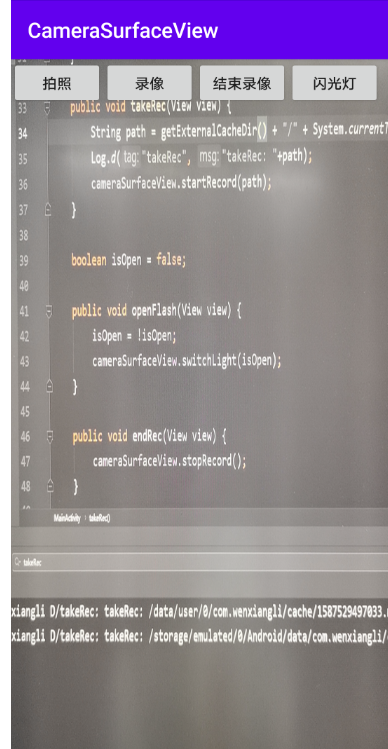 CameraSurfaceView
拍照 录像 结束录像 闪光灯
33 public void takeRec(View view) {
34 String path = getExternalCacheDir() + "/" + System.current
35 Log.d( tag: "takeRec", msg: "takeRec: "+path);
36 cameraSurfaceView.startRecord(path);
37 }
38
39 boolean isOpen = false;
40
41 public void openFlash(View view) {
42 isOpen = !isOpen;
43 cameraSurfaceView.switchLight(isOpen);
44 }
45
46 public void endRec(View view) {
47 cameraSurfaceView.stopRecord();
48 }
MainActivity › takeRec()
takeRec
xiangli D/takeRec: takeRec: /data/user/0/com.wenxiangli/cache/1587529497033.
xiangli D/takeRec: takeRec: /storage/emulated/0/Android/data/com.wenxiangli/